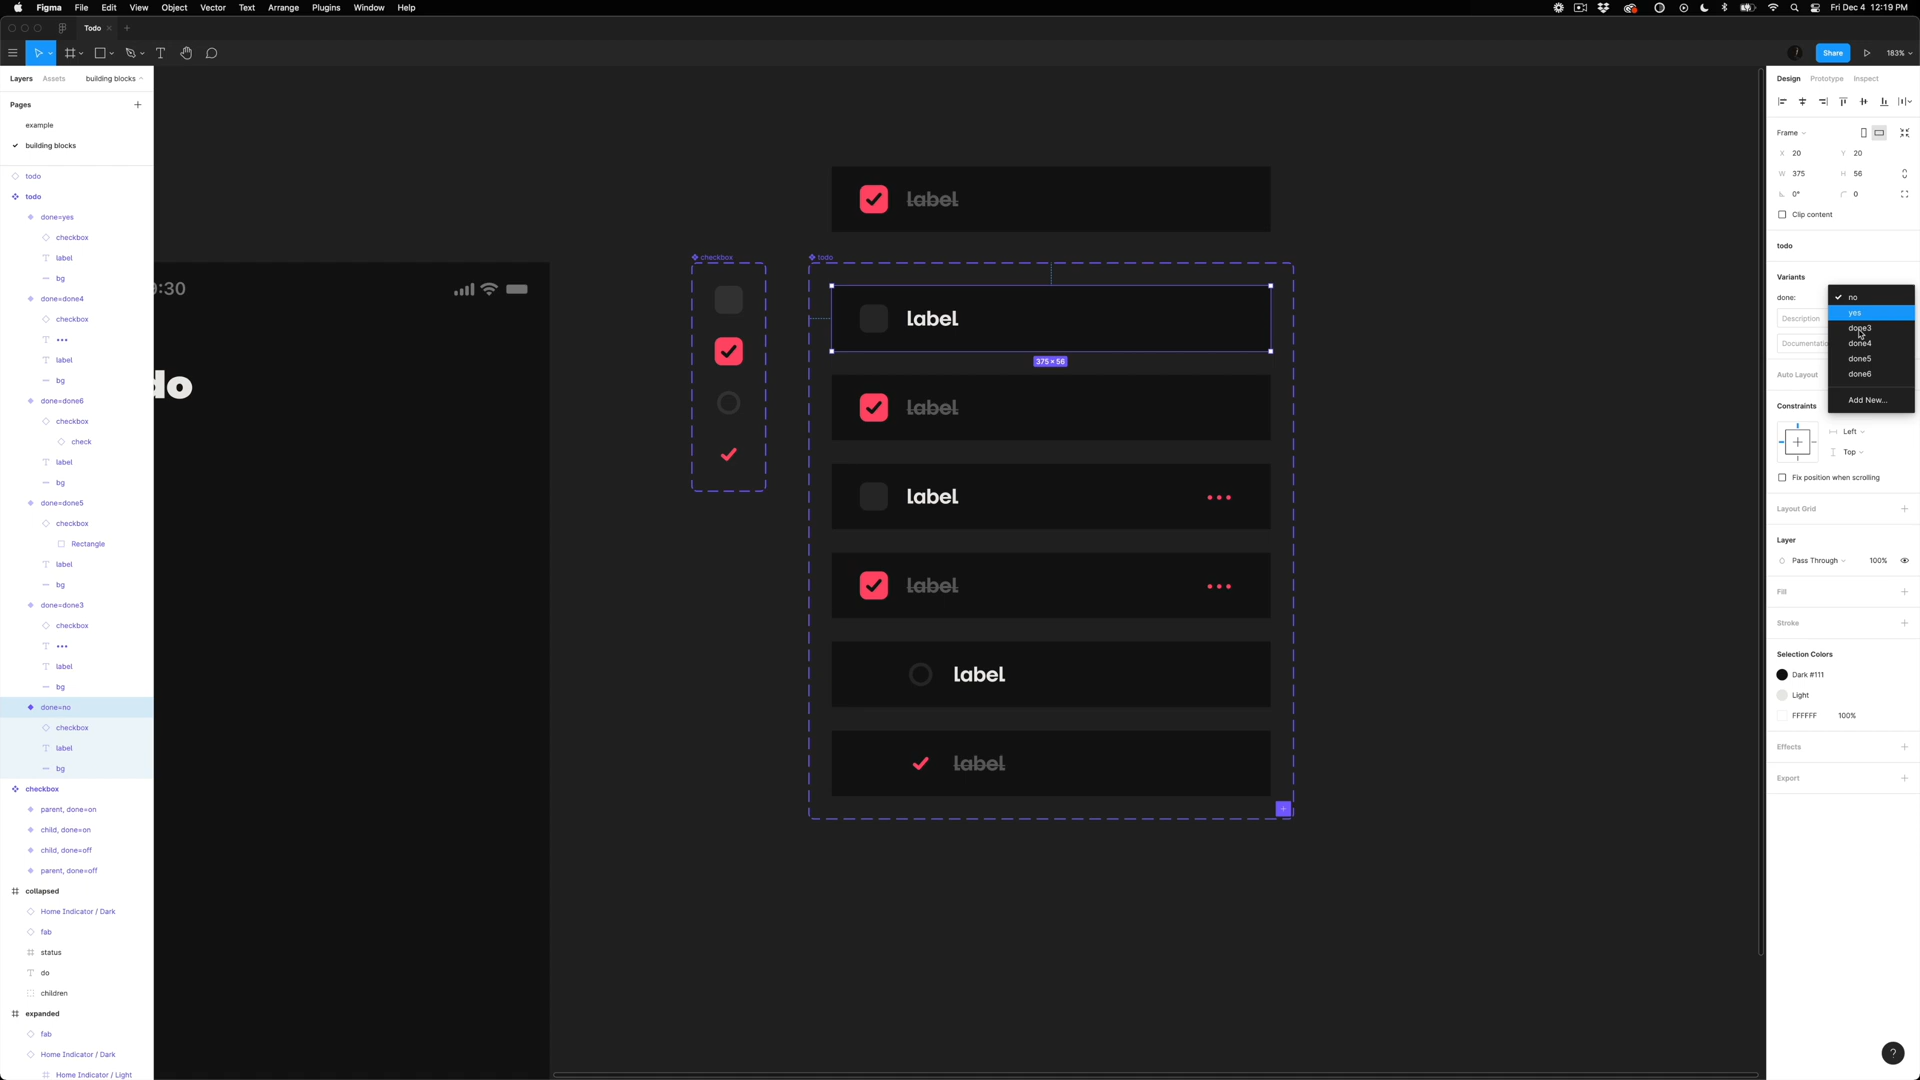 Figma File Edit View Object Vector Text Arrange Plugins Window Help
Fri Dec 4 12:19 PM
Todo
Share
183%
Layers Assets building blocks
Design Prototype Inspect
Pages
example
building blocks
todo
todo
done=yes
checkbox
label
bg
done=done4
checkbox
•••
label
bg
done=done6
checkbox
check
label
bg
done=done5
checkbox
Rectangle
label
bg
done=done3
checkbox
•••
label
bg
done=no
checkbox
label
bg
checkbox
parent, done=on
child, done=on
child, done=off
parent, done=off
collapsed
Home Indicator / Dark
fab
status
do
children
expanded
fab
Home Indicator / Dark
Home Indicator / Light
:30
do
checkbox
todo
label
label
375 × 56
label
label
label
label
label
Frame
X 20 Y 20
W 375 H 56
0° 0
Clip content
todo
Variants
done:
no
yes
done3
done4
done5
done6
Add New...
Description
Documentatio
Auto Layout
Constraints
Left
Top
Fix position when scrolling
Layout Grid
Layer
Pass Through 100%
Fill
Stroke
Selection Colors
Dark #111
Light
FFFFFF 100%
Effects
Export
?